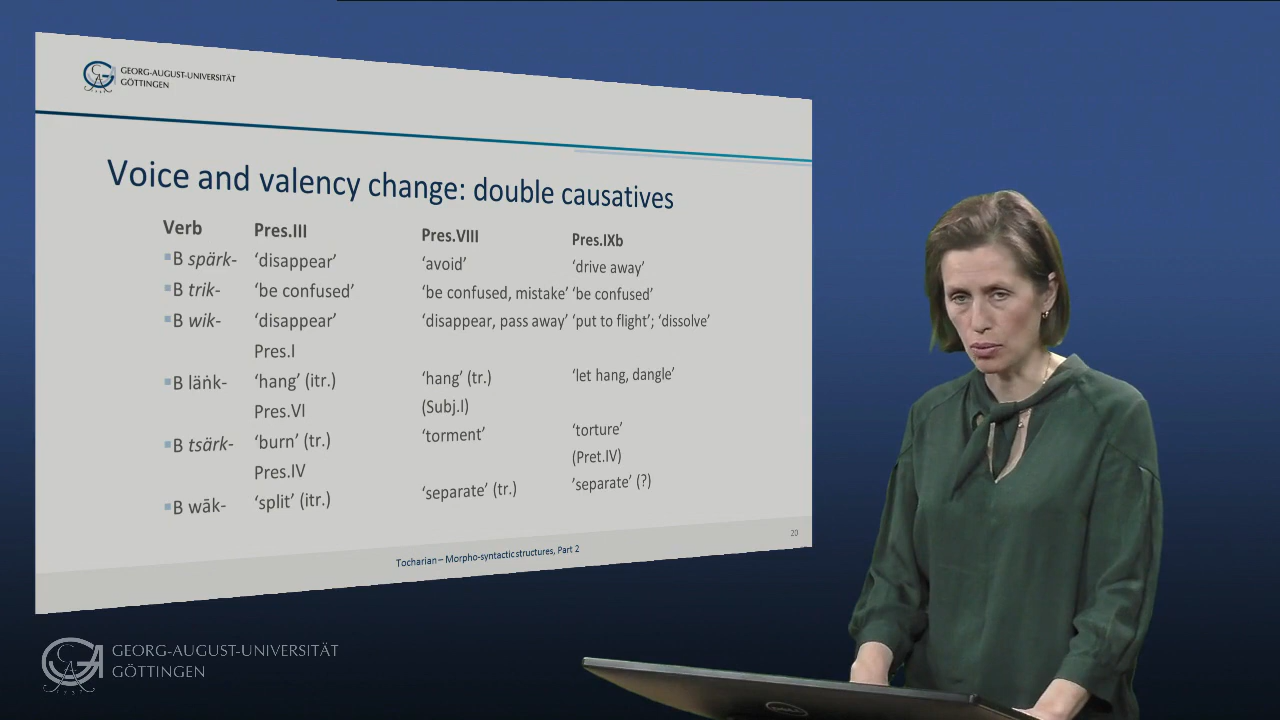 GEORG-AUGUST-UNIVERSITÄT
GÖTTINGEN
Voice and valency change: double causatives
Verb Pres.III Pres.VIII Pres.IXb
B spärk- ‘disappear’ ‘avoid’ ‘drive away’
B trik- ‘be confused’ ‘be confused, mistake’ ‘be confused’
B wik- ‘disappear’ ‘disappear, pass away’ ‘put to flight’; ‘dissolve’
Pres.I
B läṅk- ‘hang’ (itr.) ‘hang’ (tr.) ‘let hang, dangle’
Pres.VI (Subj.I)
B tsärk- ‘burn’ (tr.) ‘torment’ ‘torture’
Pres.IV (Pret.IV)
B wāk- ‘split’ (itr.) ‘separate’ (tr.) ’separate’ (?)
20
Tocharian – Morpho-syntactic structures, Part 2
GEORG-AUGUST-UNIVERSITÄT
GÖTTINGEN
DELL